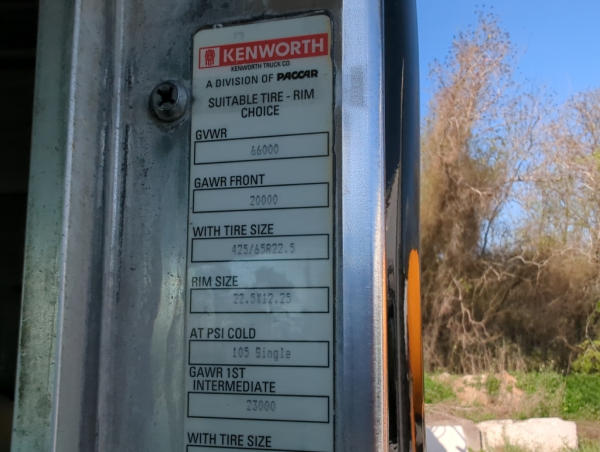 KENWORTH
KENWORTH TRUCK CO.
A DIVISION OF PACCAR
SUITABLE TIRE - RIM
CHOICE
GVWR
66000
GAWR FRONT
20000
WITH TIRE SIZE
425/65R22.5
RIM SIZE
22.5X12.25
AT PSI COLD
105 Single
GAWR 1ST
INTERMEDIATE
23000
WITH TIRE SIZE